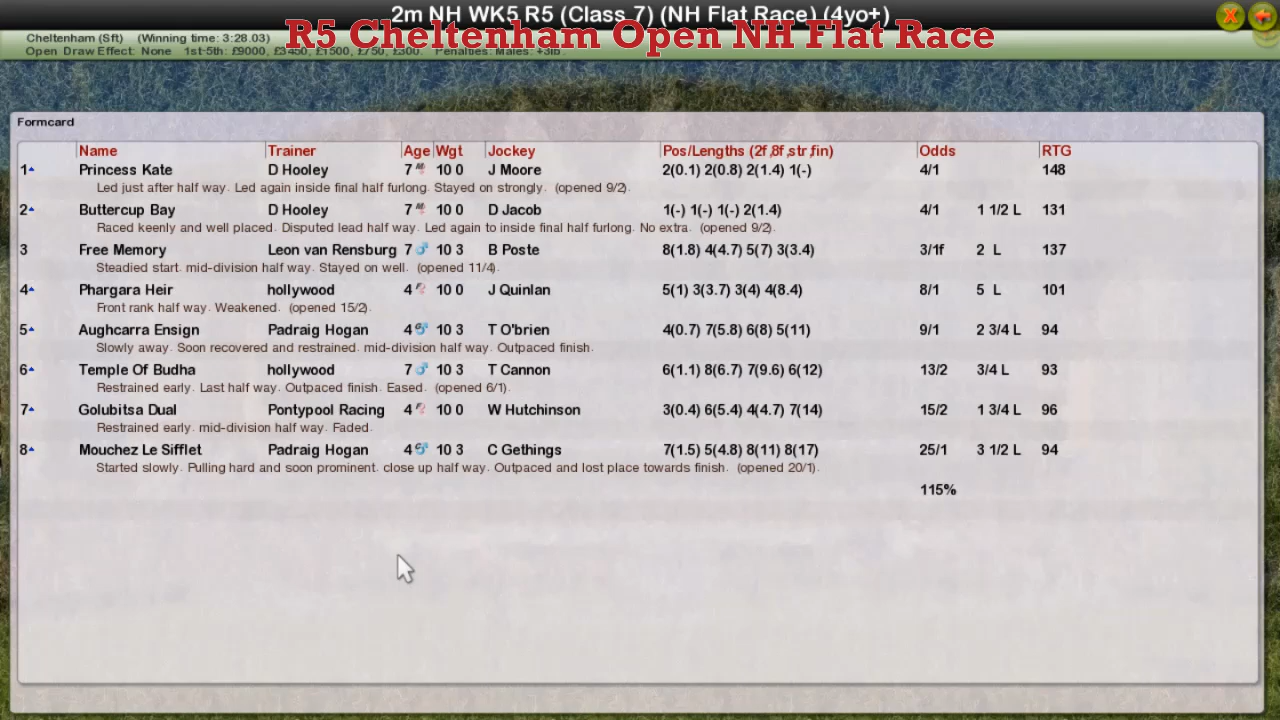 2m NH WK5 R5 (Class 7) (NH Flat Race) (4yo+)
R5 Cheltenham Open NH Flat Race
Cheltenham (Sft) (Winning time: 3:28.03)
Open Draw Effect: None 1st-5th: £9000, £3450, £1500, £750, £300. Penalties: Males: +3lb.
Formcard
Name Trainer Age Wgt Jockey Pos/Lengths (2f,8f,str,fin) Odds RTG
1 Princess Kate D Hooley 7 10 0 J Moore 2(0.1) 2(0.8) 2(1.4) 1(-) 4/1 148
Led just after half way. Led again inside final half furlong. Stayed on strongly. (opened 9/2).
2 Buttercup Bay D Hooley 7 10 0 D Jacob 1(-) 1(-) 1(-) 2(1.4) 4/1 1 1/2 L 131
Raced keenly and well placed. Disputed lead half way. Led again to inside final half furlong. No extra. (opened 9/2).
3 Free Memory Leon van Rensburg 7 10 3 B Poste 8(1.8) 4(4.7) 5(7) 3(3.4) 3/1f 2 L 137
Steadied start. mid-division half way. Stayed on well. (opened 11/4).
4 Phargara Heir hollywood 4 10 0 J Quinlan 5(1) 3(3.7) 3(4) 4(8.4) 8/1 5 L 101
Front rank half way. Weakened. (opened 15/2).
5 Aughcarra Ensign Padraig Hogan 4 10 3 T O'brien 4(0.7) 7(5.8) 6(8) 5(11) 9/1 2 3/4 L 94
Slowly away. Soon recovered and restrained. mid-division half way. Outpaced finish.
6 Temple Of Budha hollywood 7 10 3 T Cannon 6(1.1) 8(6.7) 7(9.6) 6(12) 13/2 3/4 L 93
Restrained early. Last half way. Outpaced finish. Eased. (opened 6/1).
7 Golubitsa Dual Pontypool Racing 4 10 0 W Hutchinson 3(0.4) 6(5.4) 4(4.7) 7(14) 15/2 1 3/4 L 96
Restrained early. mid-division half way. Faded.
8 Mouchez Le Sifflet Padraig Hogan 4 10 3 C Gethings 7(1.5) 5(4.8) 8(11) 8(17) 25/1 3 1/2 L 94
Started slowly. Pulling hard and soon prominent. close up half way. Outpaced and lost place towards finish. (opened 20/1).
115%